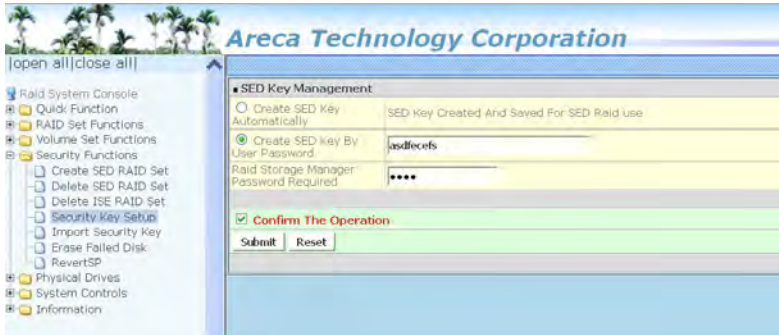 Areca Technology Corporation
|open all|close all|
Raid System Console
Quick Function
RAID Set Functions
Volume Set Functions
Security Functions
Create SED RAID Set
Delete SED RAID Set
Delete ISE RAID Set
Security Key Setup
Import Security Key
Erase Failed Disk
RevertSP
Physical Drives
System Controls
Information
SED Key Management
Create SED Key
Automatically
SED Key Created And Saved For SED Raid use
Create SED key By
User Password
asdfecefs
Raid Storage Manager
Password Required
••••
Confirm The Operation
Submit
Reset